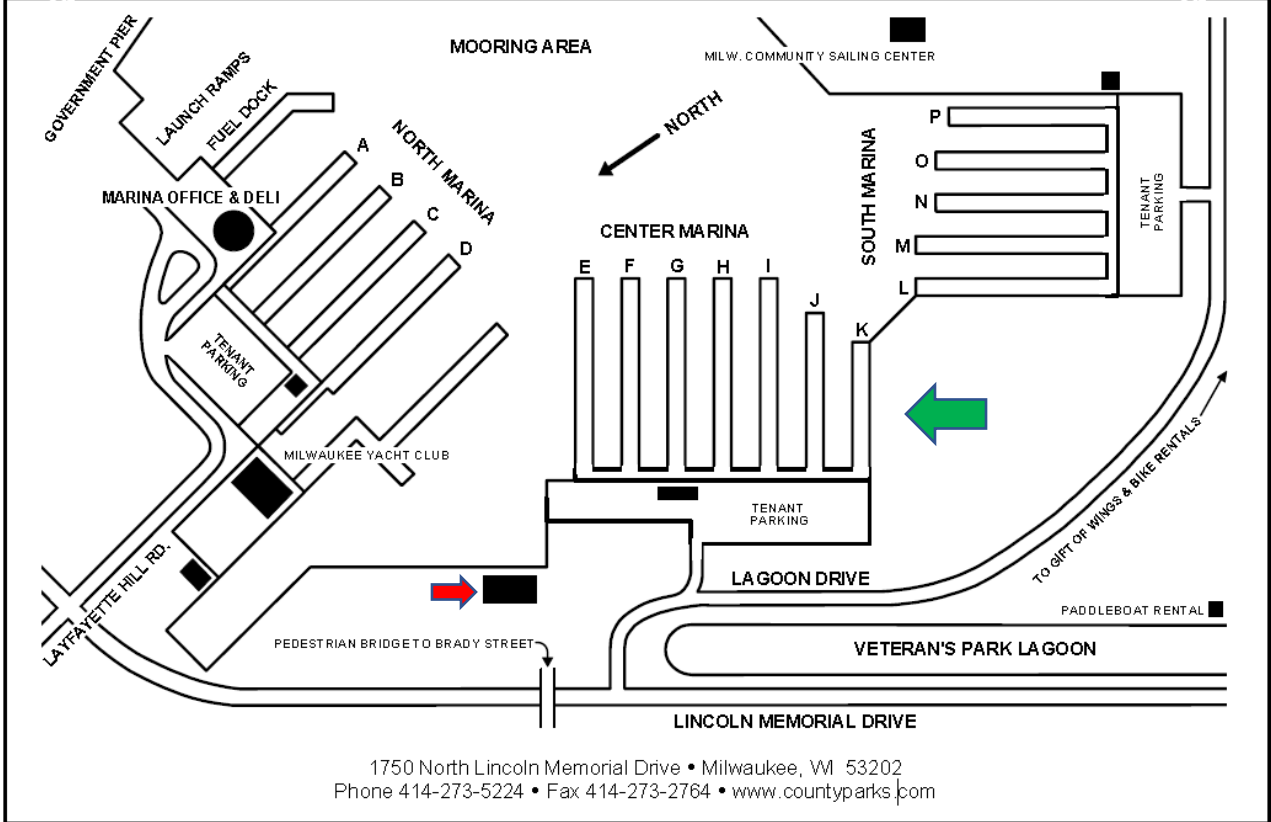 GOVERNMENT PIER
LAUNCH RAMPS
FUEL DOCK
MOORING AREA
MILW. COMMUNITY SAILING CENTER
NORTH
A
B
C
D
NORTH MARINA
MARINA OFFICE & DELI
TENANT
PARKING
CENTER MARINA
E
F
G
H
I
J
K
SOUTH MARINA
P
O
N
M
L
TENANT
PARKING
MILWAUKEE YACHT CLUB
TENANT
PARKING
LAGOON DRIVE
TO GIFT OF WINGS & BIKE RENTALS
PADDLEBOAT RENTAL
LAYFAYETTE HILL RD.
PEDESTRIAN BRIDGE TO BRADY STREET
VETERAN'S PARK LAGOON
LINCOLN MEMORIAL DRIVE
1750 North Lincoln Memorial Drive • Milwaukee, WI 53202
Phone 414-273-5224 • Fax 414-273-2764 • www.countyparks.com